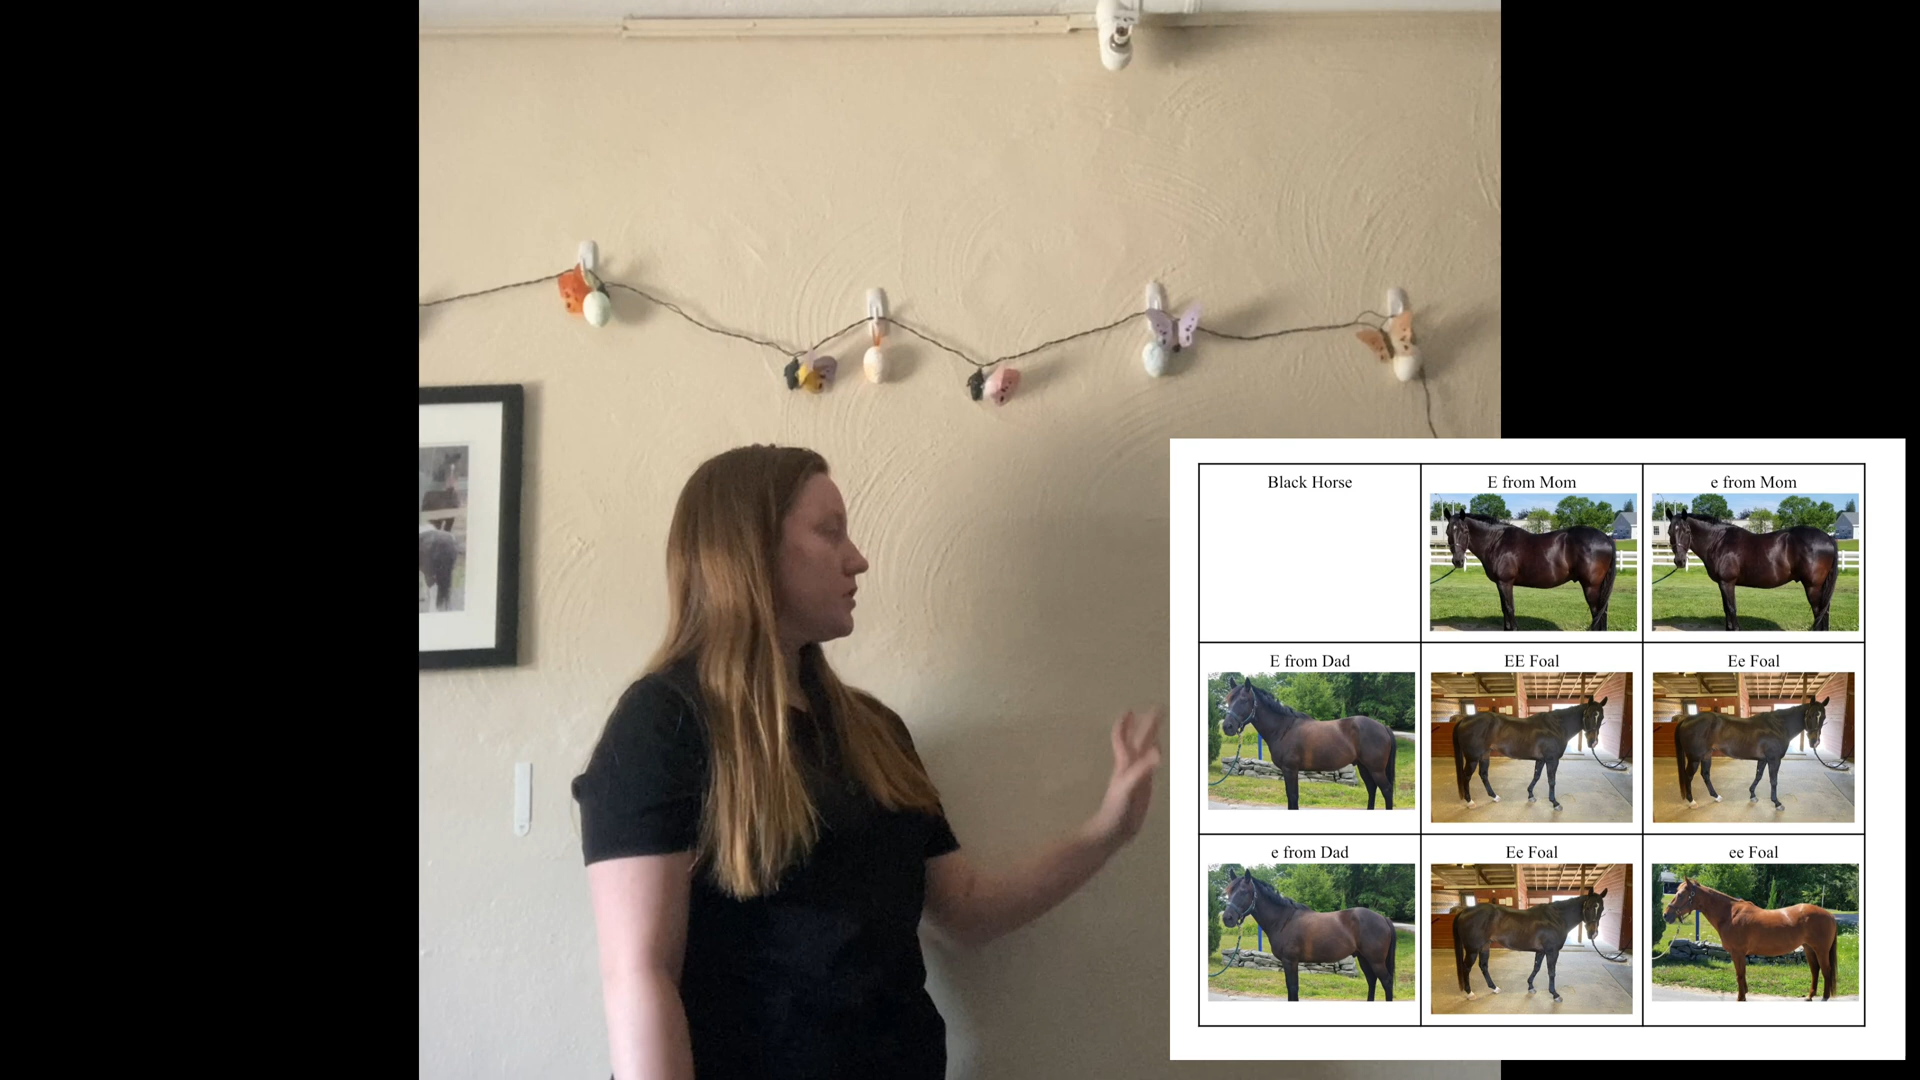 Black Horse
E from Mom
e from Mom
E from Dad
EE Foal
Ee Foal
e from Dad
Ee Foal
ee Foal